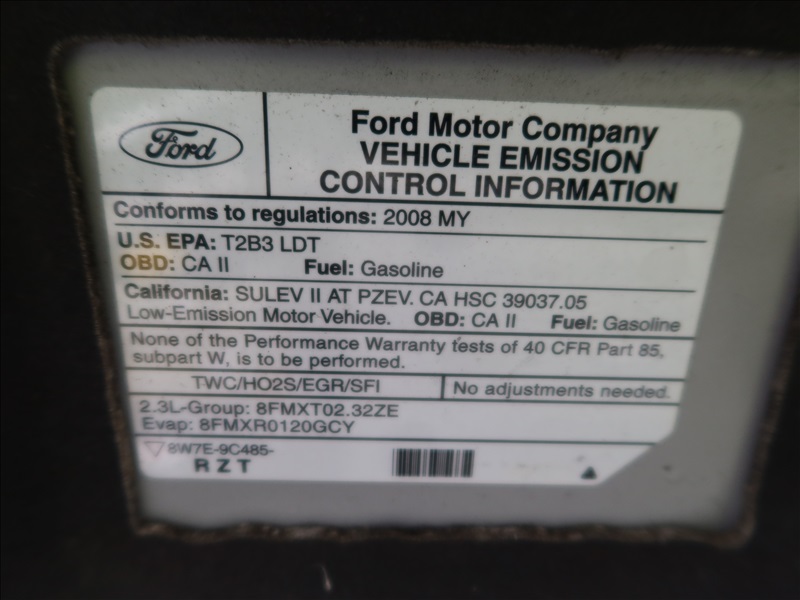 Ford
Ford Motor Company
VEHICLE EMISSION
CONTROL INFORMATION
Conforms to regulations: 2008 MY
U.S. EPA: T2B3 LDT
OBD: CA II Fuel: Gasoline
California: SULEV II AT PZEV. CA HSC 39037.05
Low-Emission Motor Vehicle. OBD: CA II Fuel: Gasoline
None of the Performance Warranty tests of 40 CFR Part 85,
subpart W, is to be performed.
TWC/HO2S/EGR/SFI No adjustments needed.
2.3L-Group: 8FMXT02.32ZE
Evap: 8FMXR0120GCY
8W7E-9C485-
R Z T